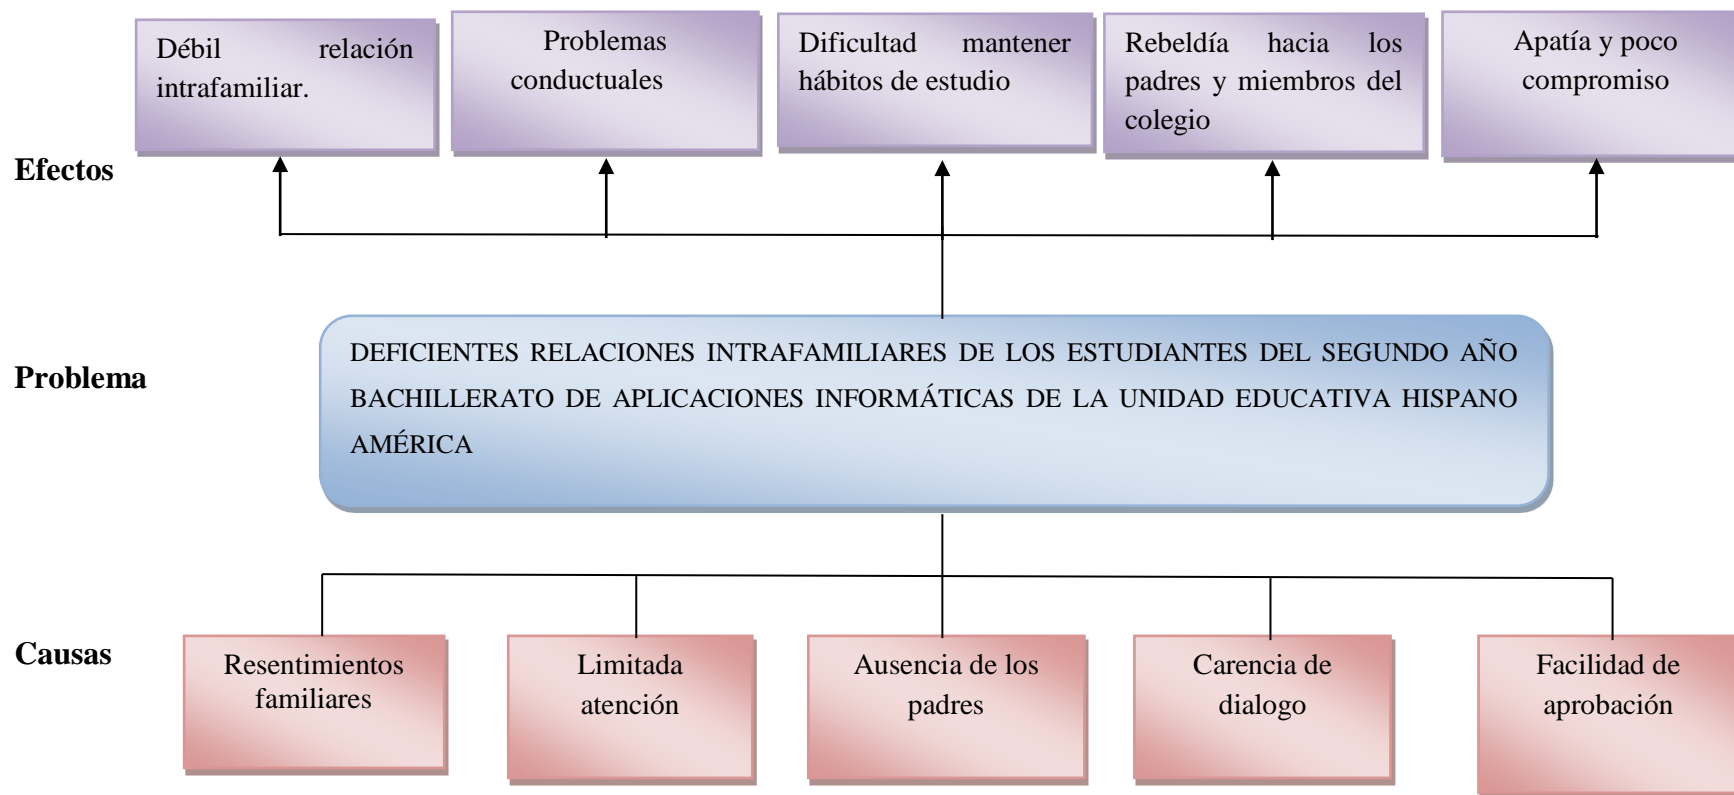 Débil relación
intrafamiliar.
Problemas
conductuales
Dificultad mantener
hábitos de estudio
Rebeldía hacia los
padres y miembros del
colegio
Apatía y poco
compromiso
Efectos
Problema
DEFICIENTES RELACIONES INTRAFAMILIARES DE LOS ESTUDIANTES DEL SEGUNDO AÑO
BACHILLERATO DE APLICACIONES INFORMÁTICAS DE LA UNIDAD EDUCATIVA HISPANO
AMÉRICA
Causas
Resentimientos
familiares
Limitada
atención
Ausencia de los
padres
Carencia de
dialogo
Facilidad de
aprobación